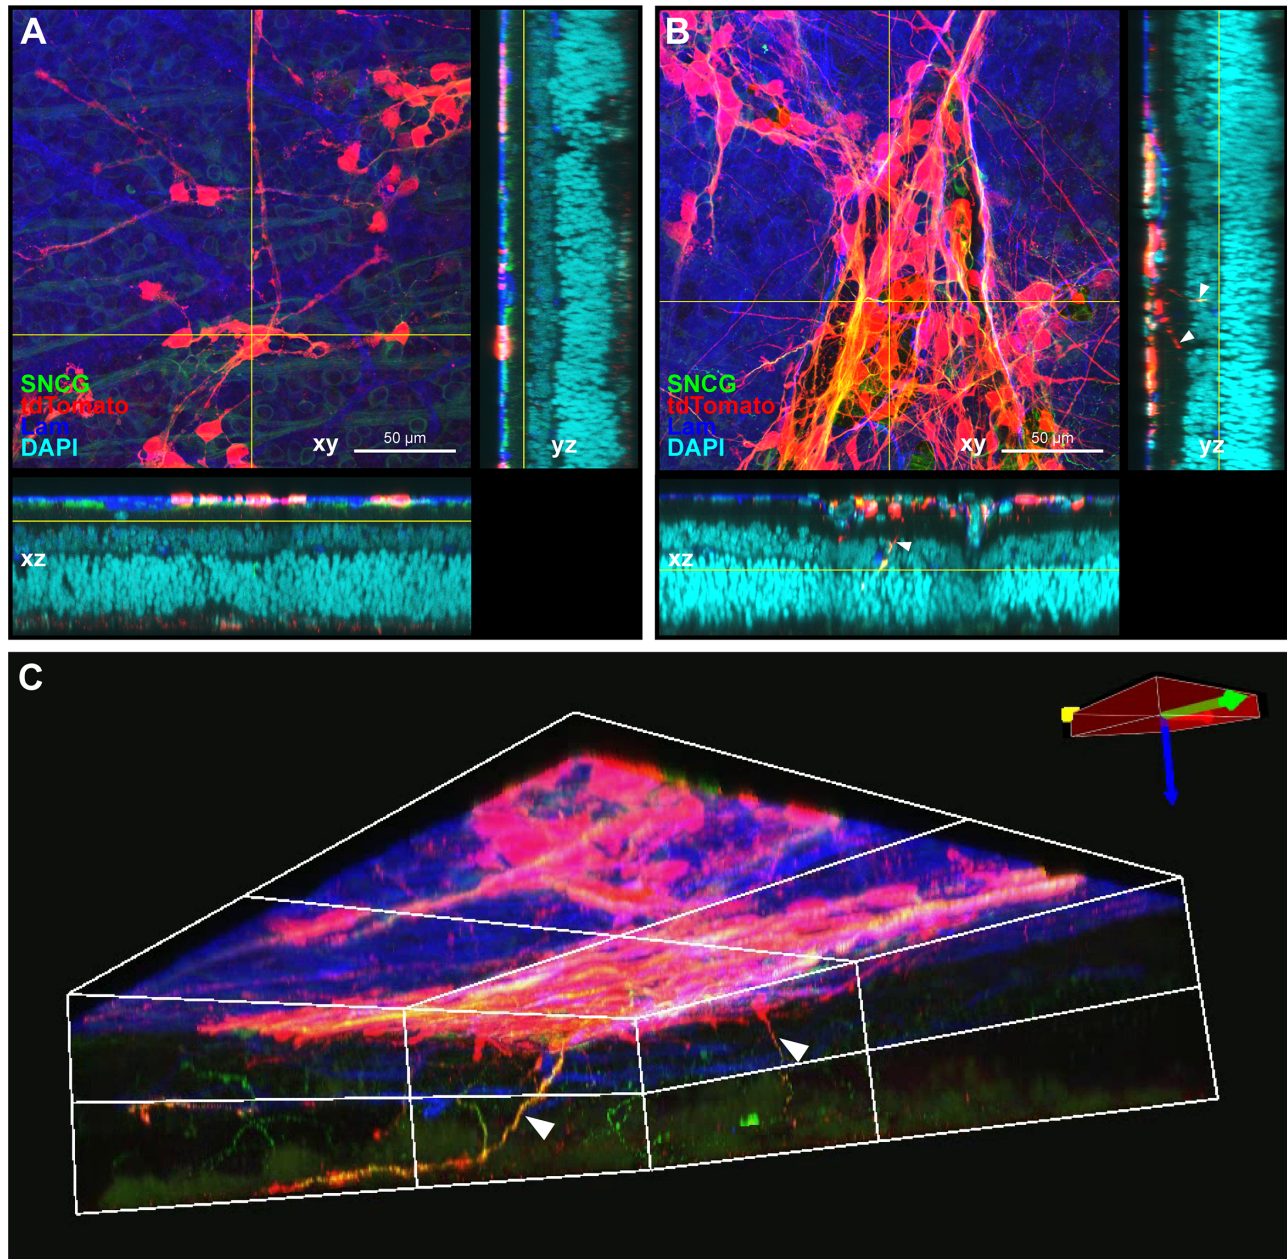 A
SNCG
tdTomato
Lam
DAPI
xy
50 µm
yz
xz
B
SNCG
tdTomato
Lam
DAPI
xy
50 µm
yz
xz
C